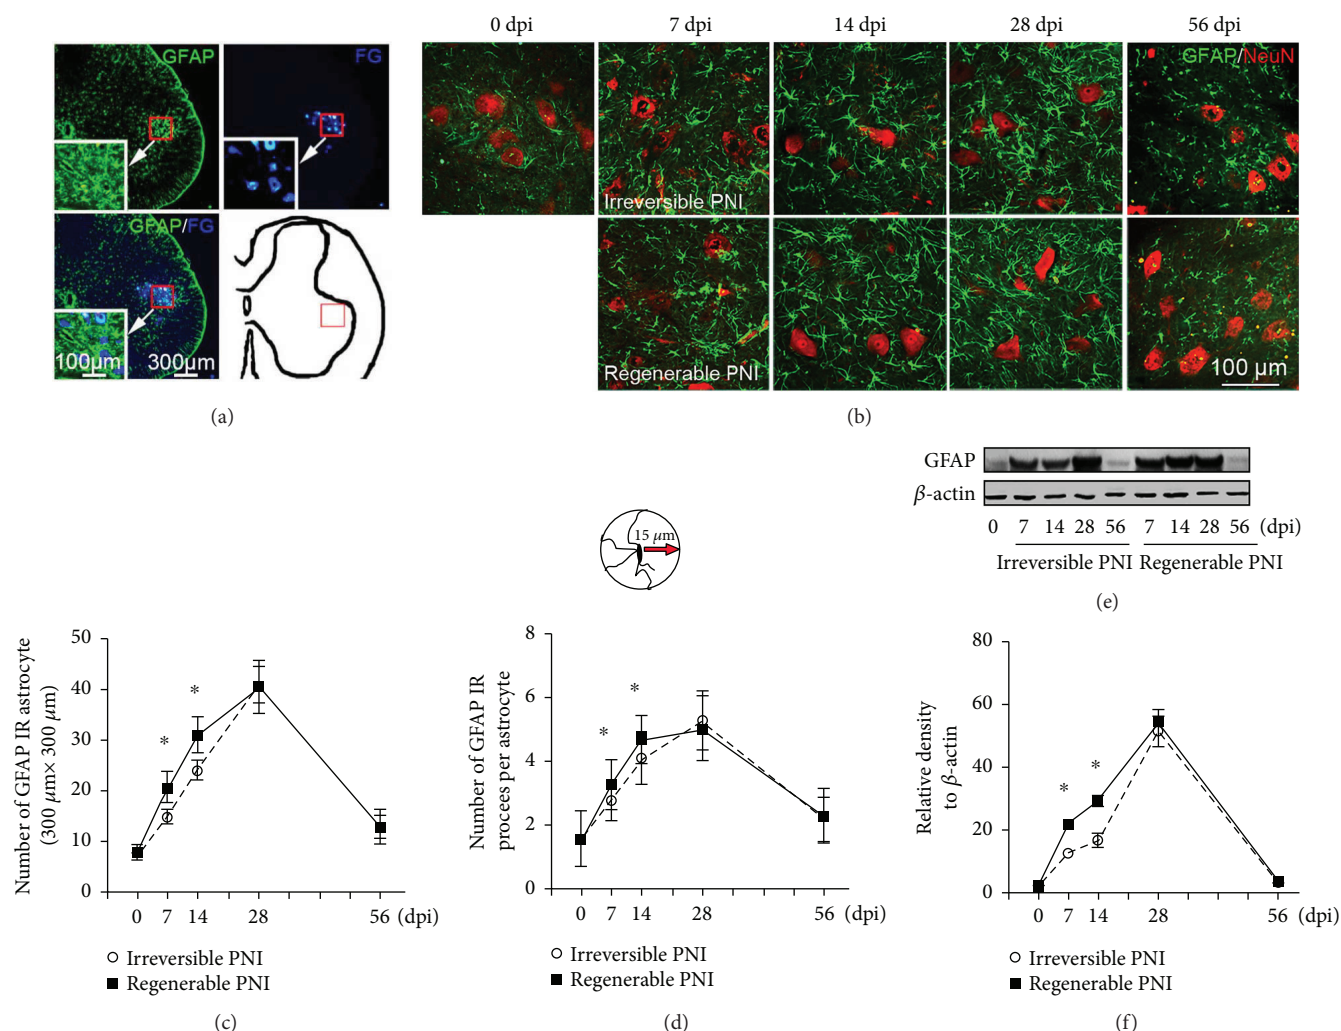 0 dpi 7 dpi 14 dpi 28 dpi 56 dpi
GFAP FG
GFAP/NeuN
Irreversible PNI
GFAP/FG
100µm 300µm
Regenerable PNI
100 µm
(a) (b)
GFAP
β-actin
0 7 14 28 56 7 14 28 56 (dpi)
Irreversible PNI Regenerable PNI
(e)
15 µm
Number of GFAP IR astrocyte
(300 µm× 300 µm)
50
40
30
20
10
0
* *
0 7 14 28 56 (dpi)
Irreversible PNI
Regenerable PNI
(c)
Number of GFAP IR
procees per astrocyte
8
6
4
2
0
* *
0 7 14 28 56 (dpi)
Irreversible PNI
Regenerable PNI
(d)
Relative density
to β-actin
80
60
40
20
0
* *
0 7 14 28 56 (dpi)
Irreversible PNI
Regenerable PNI
(f)